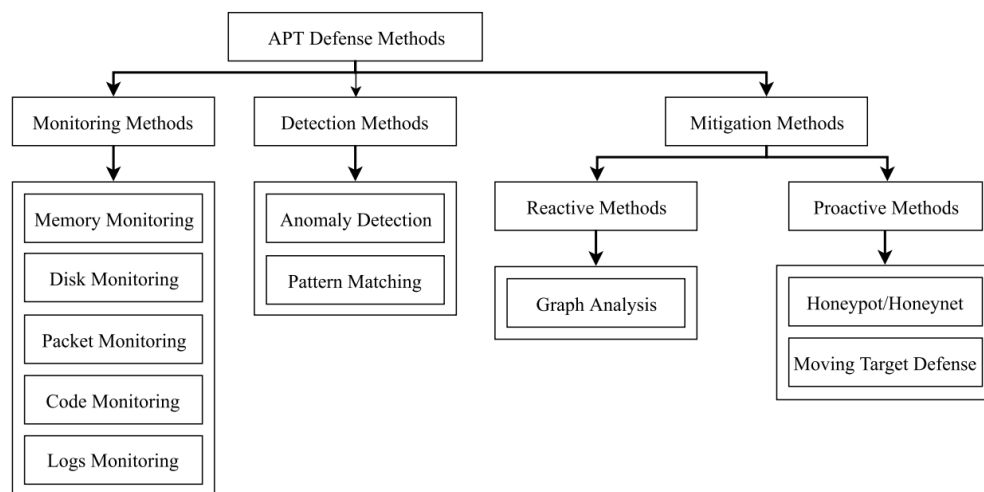 APT Defense Methods
Monitoring Methods
Detection Methods
Mitigation Methods
Reactive Methods
Proactive Methods
Memory Monitoring
Disk Monitoring
Packet Monitoring
Code Monitoring
Logs Monitoring
Anomaly Detection
Pattern Matching
Graph Analysis
Honeypot/Honeynet
Moving Target Defense